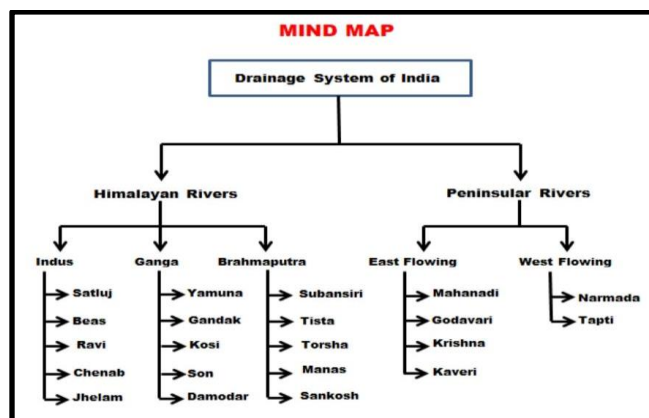 MIND MAP
Drainage System of India
Himalayan Rivers
Peninsular Rivers
Indus
Ganga
Brahmaputra
East Flowing
West Flowing
Satluj
Beas
Ravi
Chenab
Jhelam
Yamuna
Gandak
Kosi
Son
Damodar
Subansiri
Tista
Torsha
Manas
Sankosh
Mahanadi
Godavari
Krishna
Kaveri
Narmada
Tapti